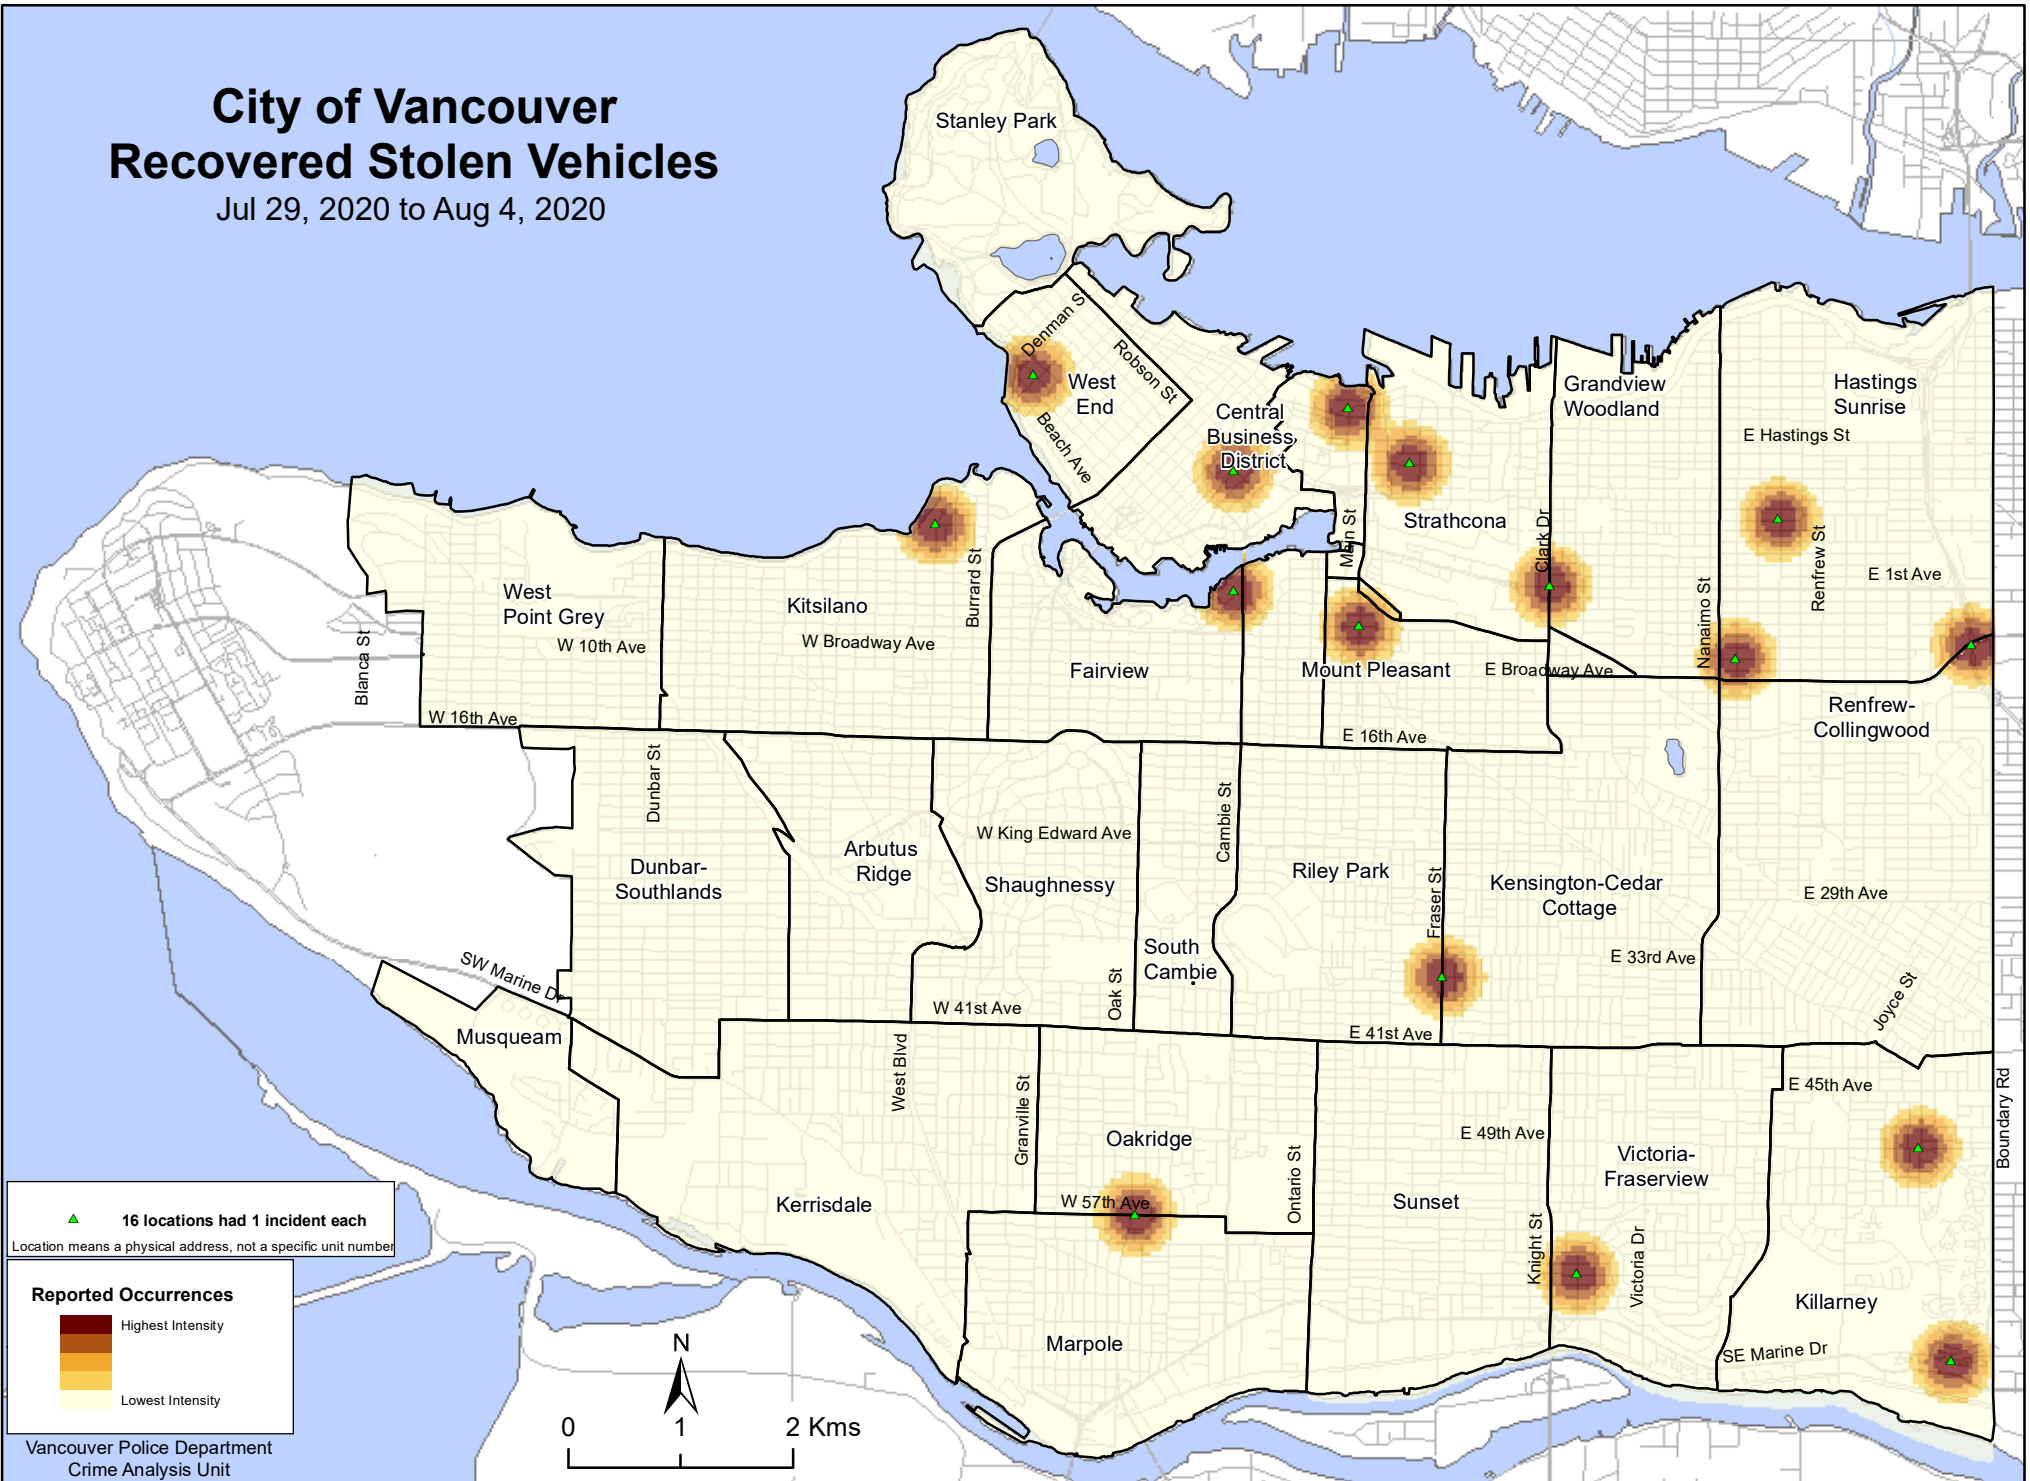 City of Vancouver
Recovered Stolen Vehicles
Jul 29, 2020 to Aug 4, 2020
Stanley Park
Denman S
Robson St
West
End
Beach Ave
Central
Business
District
Grandview
Woodland
Hastings
Sunrise
E Hastings St
Strathcona
Main St
Clark Dr
Nanaimo St
Renfrew St
E 1st Ave
West
Point Grey
W 10th Ave
Blanca St
W 16th Ave
Kitsilano
W Broadway Ave
Burrard St
Fairview
Mount Pleasant
E Broadway Ave
E 16th Ave
Renfrew-
Collingwood
Dunbar St
Dunbar-
Southlands
Arbutus
Ridge
W King Edward Ave
Shaughnessy
Cambie St
South
Cambie
Oak St
W 41st Ave
Riley Park
Fraser St
Kensington-Cedar
Cottage
E 29th Ave
E 33rd Ave
Joyce St
E 41st Ave
SW Marine Dr
Musqueam
West Blvd
Granville St
Oakridge
W 57th Ave
Ontario St
Kerrisdale
Marpole
Sunset
E 49th Ave
Knight St
Victoria-
Fraserview
Victoria Dr
E 45th Ave
Boundary Rd
Killarney
SE Marine Dr
16 locations had 1 incident each
Location means a physical address, not a specific unit number
Reported Occurrences
Highest Intensity
Lowest Intensity
Vancouver Police Department
Crime Analysis Unit
N
0 1 2 Kms